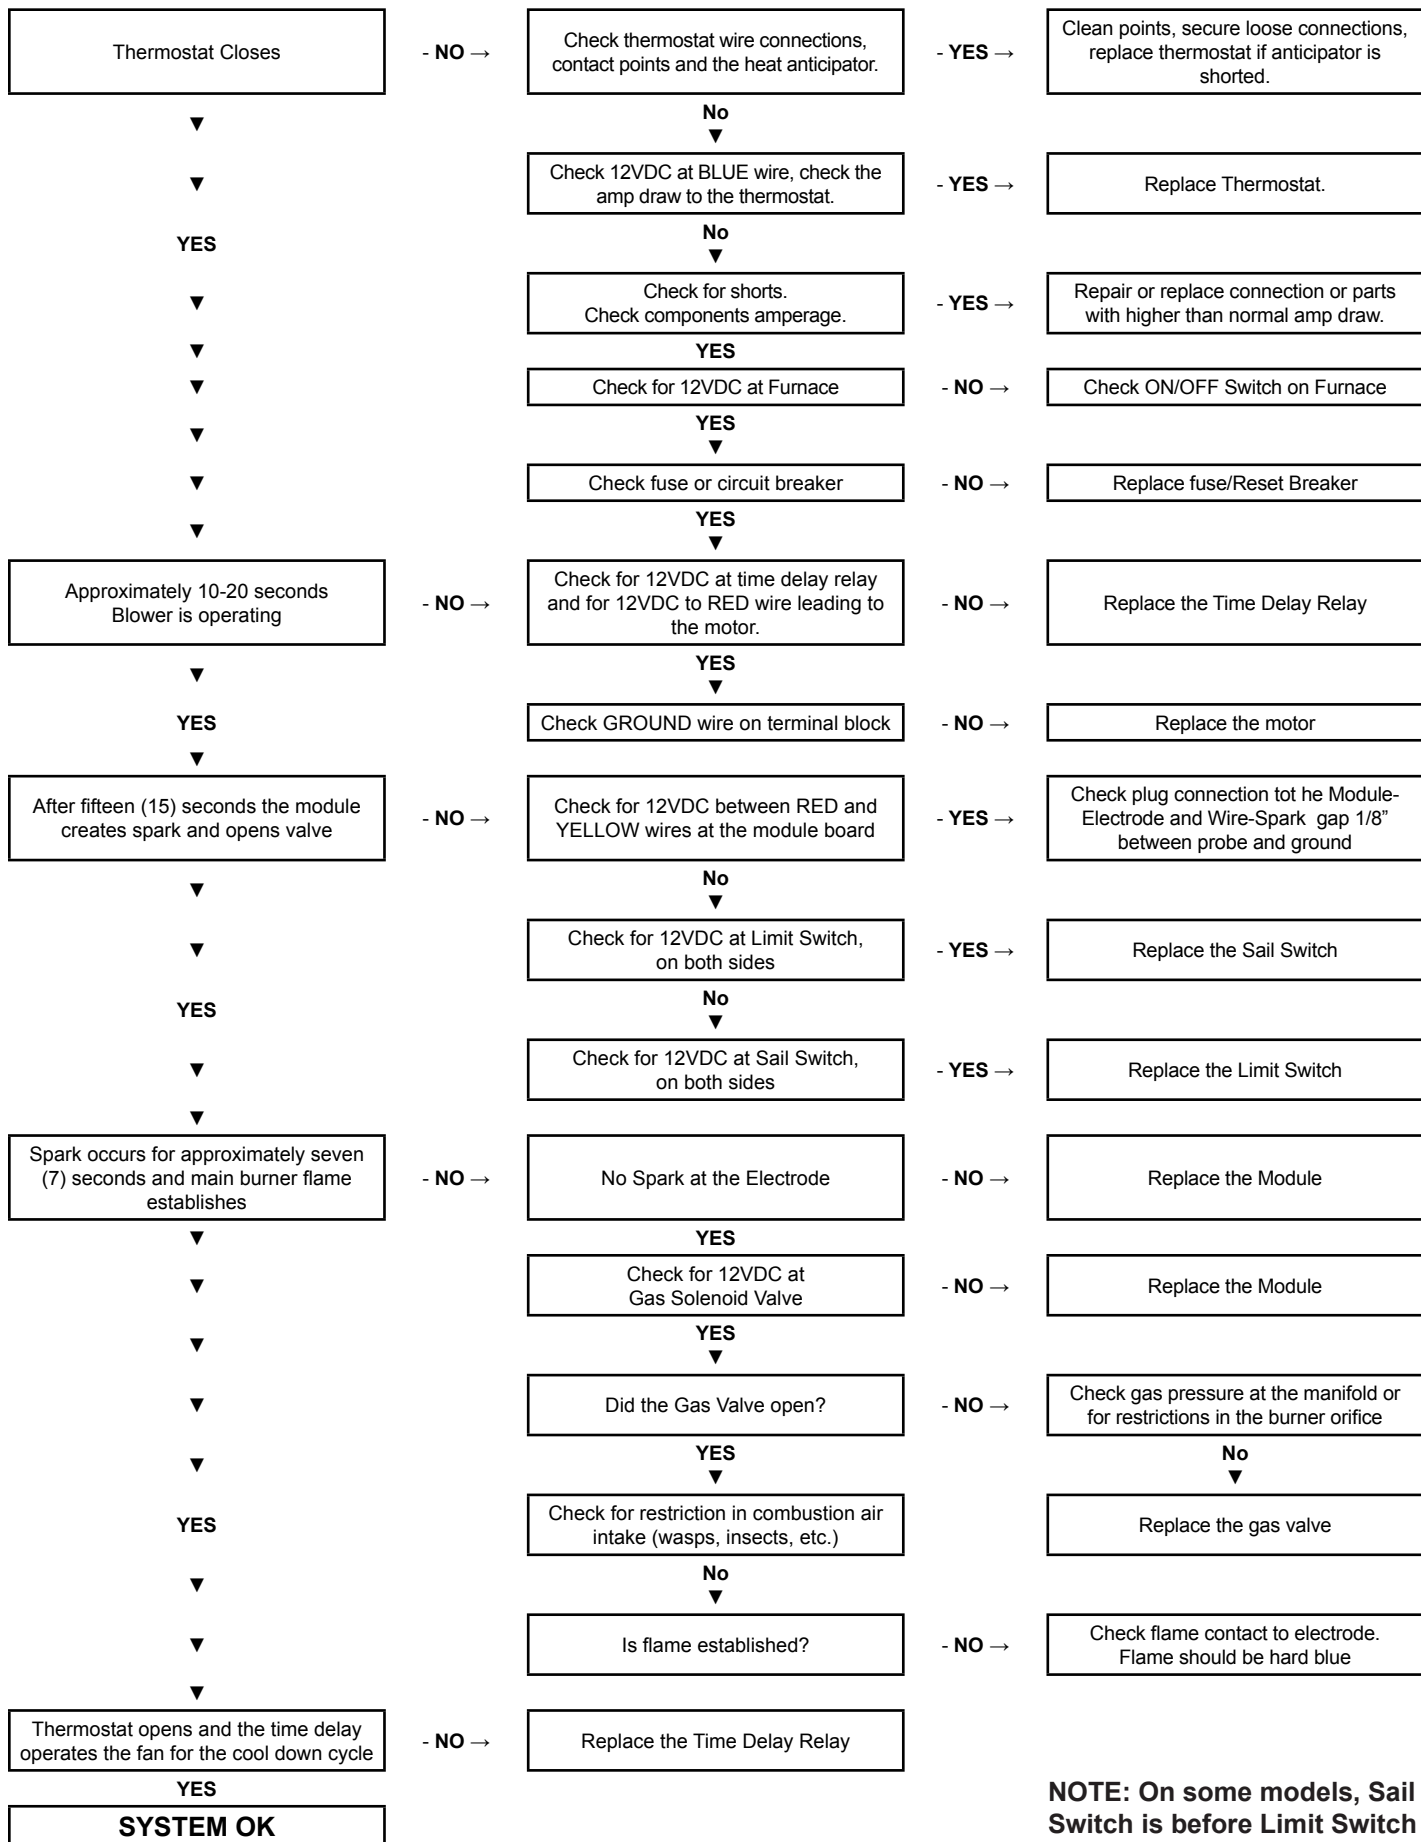 Thermostat Closes
- NO →
Check thermostat wire connections,
contact points and the heat anticipator.
- YES →
Clean points, secure loose connections,
replace thermostat if anticipator is
shorted.
▼
No
▼
▼
Check 12VDC at BLUE wire, check the
amp draw to the thermostat.
- YES →
Replace Thermostat.
YES
No
▼
▼
Check for shorts.
Check components amperage.
- YES →
Repair or replace connection or parts
with higher than normal amp draw.
▼
YES
▼
Check for 12VDC at Furnace
- NO →
Check ON/OFF Switch on Furnace
▼
YES
▼
▼
Check fuse or circuit breaker
- NO →
Replace fuse/Reset Breaker
▼
YES
▼
Approximately 10-20 seconds
Blower is operating
- NO →
Check for 12VDC at time delay relay
and for 12VDC to RED wire leading to
the motor.
- NO →
Replace the Time Delay Relay
▼
YES
▼
YES
Check GROUND wire on terminal block
- NO →
Replace the motor
▼
After fifteen (15) seconds the module
creates spark and opens valve
- NO →
Check for 12VDC between RED and
YELLOW wires at the module board
- YES →
Check plug connection tot he Module-
Electrode and Wire-Spark gap 1/8”
between probe and ground
▼
No
▼
▼
Check for 12VDC at Limit Switch,
on both sides
- YES →
Replace the Sail Switch
YES
No
▼
▼
Check for 12VDC at Sail Switch,
on both sides
- YES →
Replace the Limit Switch
▼
Spark occurs for approximately seven
(7) seconds and main burner flame
establishes
- NO →
No Spark at the Electrode
- NO →
Replace the Module
▼
YES
▼
Check for 12VDC at
Gas Solenoid Valve
- NO →
Replace the Module
▼
YES
▼
▼
Did the Gas Valve open?
- NO →
Check gas pressure at the manifold or
for restrictions in the burner orifice
▼
YES
▼
No
▼
YES
Check for restriction in combustion air
intake (wasps, insects, etc.)
Replace the gas valve
▼
No
▼
▼
Is flame established?
- NO →
Check flame contact to electrode.
Flame should be hard blue
▼
Thermostat opens and the time delay
operates the fan for the cool down cycle
- NO →
Replace the Time Delay Relay
YES
SYSTEM OK
NOTE: On some models, Sail
Switch is before Limit Switch